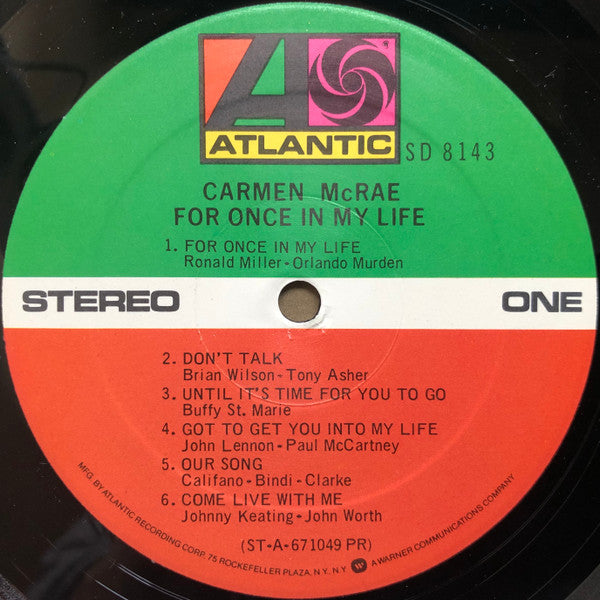 ATLANTIC
SD 8143
CARMEN McRAE
FOR ONCE IN MY LIFE
1. FOR ONCE IN MY LIFE
Ronald Miller-Orlando Murden
STEREO
ONE
2. DON'T TALK
Brian Wilson-Tony Asher
3. UNTIL IT'S TIME FOR YOU TO GO
Buffy St. Marie
4. GOT TO GET YOU INTO MY LIFE
John Lennon-Paul McCartney
5. OUR SONG
Califano-Bindi-Clarke
6. COME LIVE WITH ME
Johnny Keating-John Worth
(ST-A-671049 PR)
MFG. BY ATLANTIC RECORDING CORP. 75 ROCKEFELLER PLAZA, N.Y. N.Y. W A WARNER COMMUNICATIONS COMPANY